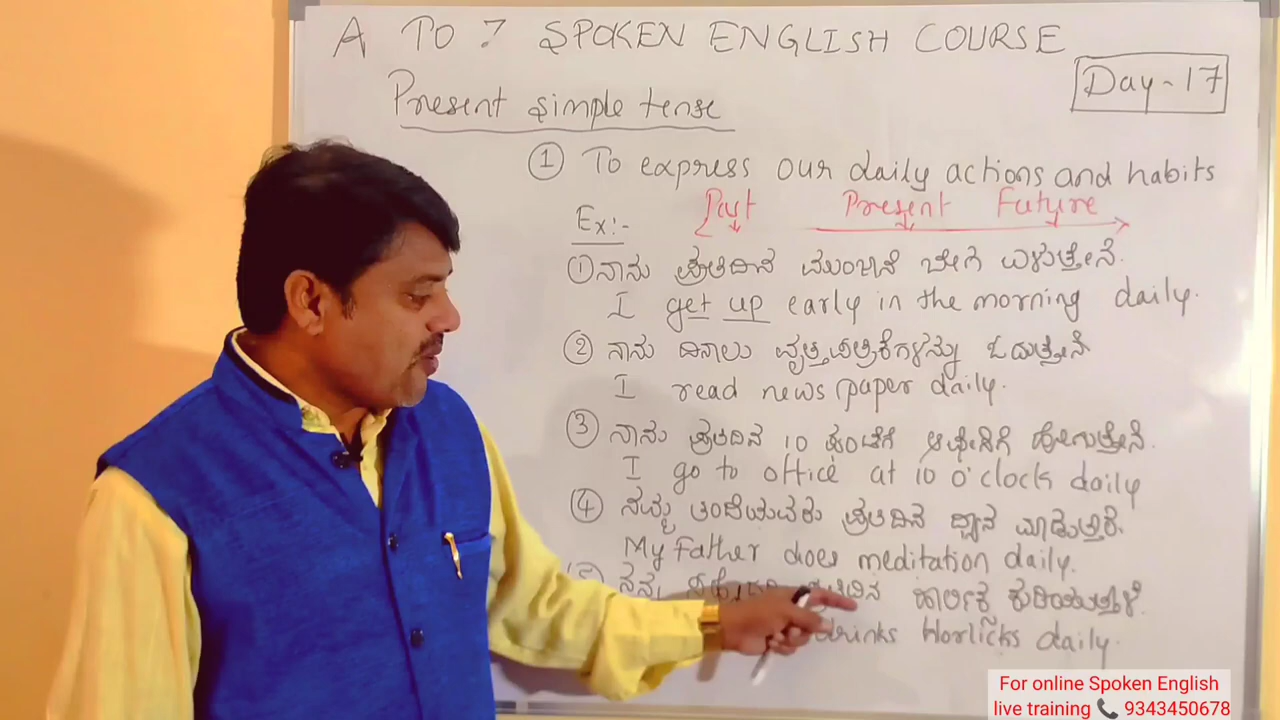 A TO Z SPOKEN ENGLISH COURSE
Day-17
Present simple tense
① To express our daily actions and habits
Past Present Future
Ex:-
① ನಾನು ಪ್ರತಿದಿನ ಮುಂಜಾನೆ ಬೇಗ ಏಳುತ್ತೇನೆ.
I get up early in the morning daily.
② ನಾನು ದಿನಾಲು ವೃತ್ತಪತ್ರಿಕೆಗಳನ್ನು ಓದುತ್ತೇನೆ
I read news paper daily.
③ ನಾನು ಪ್ರತಿದಿನ 10 ಘಂಟೆಗೆ ಆಫೀಸಿಗೆ ಹೋಗುತ್ತೇನೆ.
I go to office at 10 o'clock daily
④ ನಮ್ಮ ತಂದೆಯವರು ಪ್ರತಿದಿನ ಧ್ಯಾನ ಮಾಡುತ್ತಾರೆ.
My Father does meditation daily.
ನನ್ನ ಹಾರ್ಲಿಕ್ಸ್ ಕುಡಿಯುತ್ತಾಳೆ.
drinks Horlicks daily.
For online Spoken English
live training 📞 9343450678